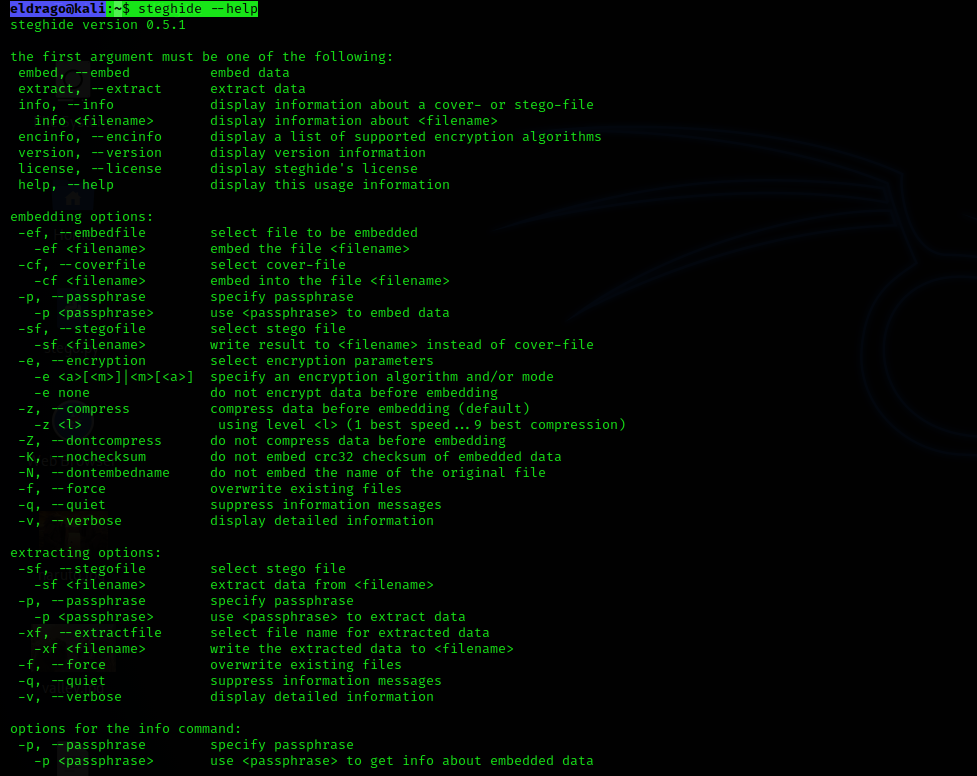 eldrago@kali:~$ steghide --help
steghide version 0.5.1
the first argument must be one of the following:
embed, --embed embed data
extract, --extract extract data
info, --info display information about a cover- or stego-file
info <filename> display information about <filename>
encinfo, --encinfo display a list of supported encryption algorithms
version, --version display version information
license, --license display steghide's license
help, --help display this usage information
embedding options:
-ef, --embedfile select file to be embedded
-ef <filename> embed the file <filename>
-cf, --coverfile select cover-file
-cf <filename> embed into the file <filename>
-p, --passphrase specify passphrase
-p <passphrase> use <passphrase> to embed data
-sf, --stegofile select stego file
-sf <filename> write result to <filename> instead of cover-file
-e, --encryption select encryption parameters
-e <a>[<m>]|<m>[<a>] specify an encryption algorithm and/or mode
-e none do not encrypt data before embedding
-z, --compress compress data before embedding (default)
-z <l> using level <l> (1 best speed...9 best compression)
-Z, --dontcompress do not compress data before embedding
-K, --nochecksum do not embed crc32 checksum of embedded data
-N, --dontembedname do not embed the name of the original file
-f, --force overwrite existing files
-q, --quiet suppress information messages
-v, --verbose display detailed information
extracting options:
-sf, --stegofile select stego file
-sf <filename> extract data from <filename>
-p, --passphrase specify passphrase
-p <passphrase> use <passphrase> to extract data
-xf, --extractfile select file name for extracted data
-xf <filename> write the extracted data to <filename>
-f, --force overwrite existing files
-q, --quiet suppress information messages
-v, --verbose display detailed information
options for the info command:
-p, --passphrase specify passphrase
-p <passphrase> use <passphrase> to get info about embedded data